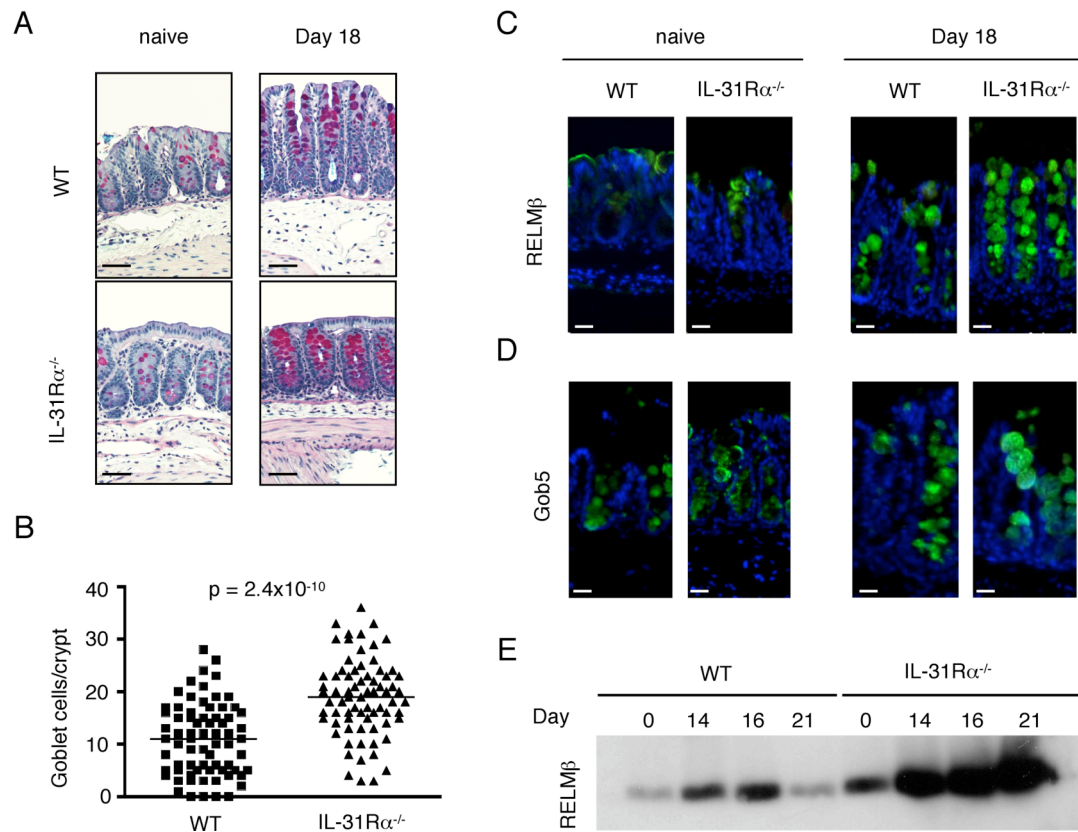 A
naive
Day 18
WT
IL-31Rα-/-
B
p = 2.4x10-10
Goblet cells/crypt
40
30
20
10
0
WT
IL-31Rα-/-
C
naive
Day 18
WT
IL-31Rα-/-
WT
IL-31Rα-/-
RELMβ
D
Gob5
E
WT
IL-31Rα-/-
Day
0
14
16
21
0
14
16
21
RELMβ